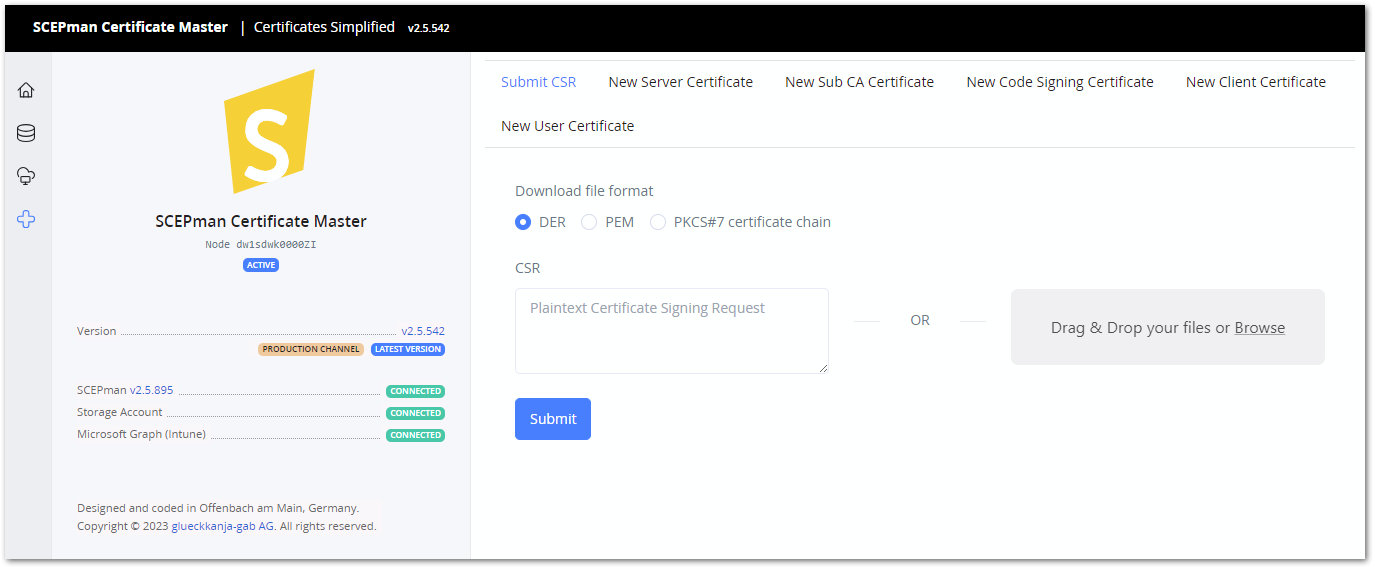 SCEPman Certificate Master | Certificates Simplified v2.5.542
S
SCEPman Certificate Master
Node dw1sdwk0000ZI
ACTIVE
Version v2.5.542
PRODUCTION CHANNEL LATEST VERSION
SCEPman v2.5.895 CONNECTED
Storage Account CONNECTED
Microsoft Graph (Intune) CONNECTED
Designed and coded in Offenbach am Main, Germany.
Copyright © 2023 glueckkanja-gab AG. All rights reserved.
Submit CSR New Server Certificate New Sub CA Certificate New Code Signing Certificate New Client Certificate
New User Certificate
Download file format
DER PEM PKCS#7 certificate chain
CSR
Plaintext Certificate Signing Request
OR
Drag & Drop your files or Browse
Submit